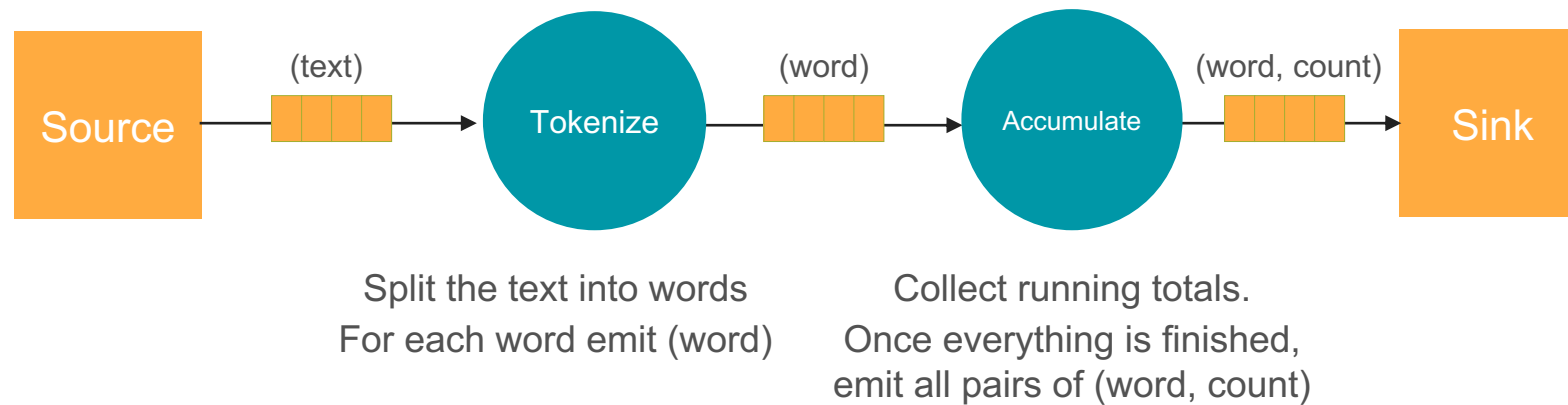 (text)
(word)
(word, count)
Source
Tokenize
Accumulate
Sink
Split the text into words
For each word emit (word)
Collect running totals.
Once everything is finished,
emit all pairs of (word, count)